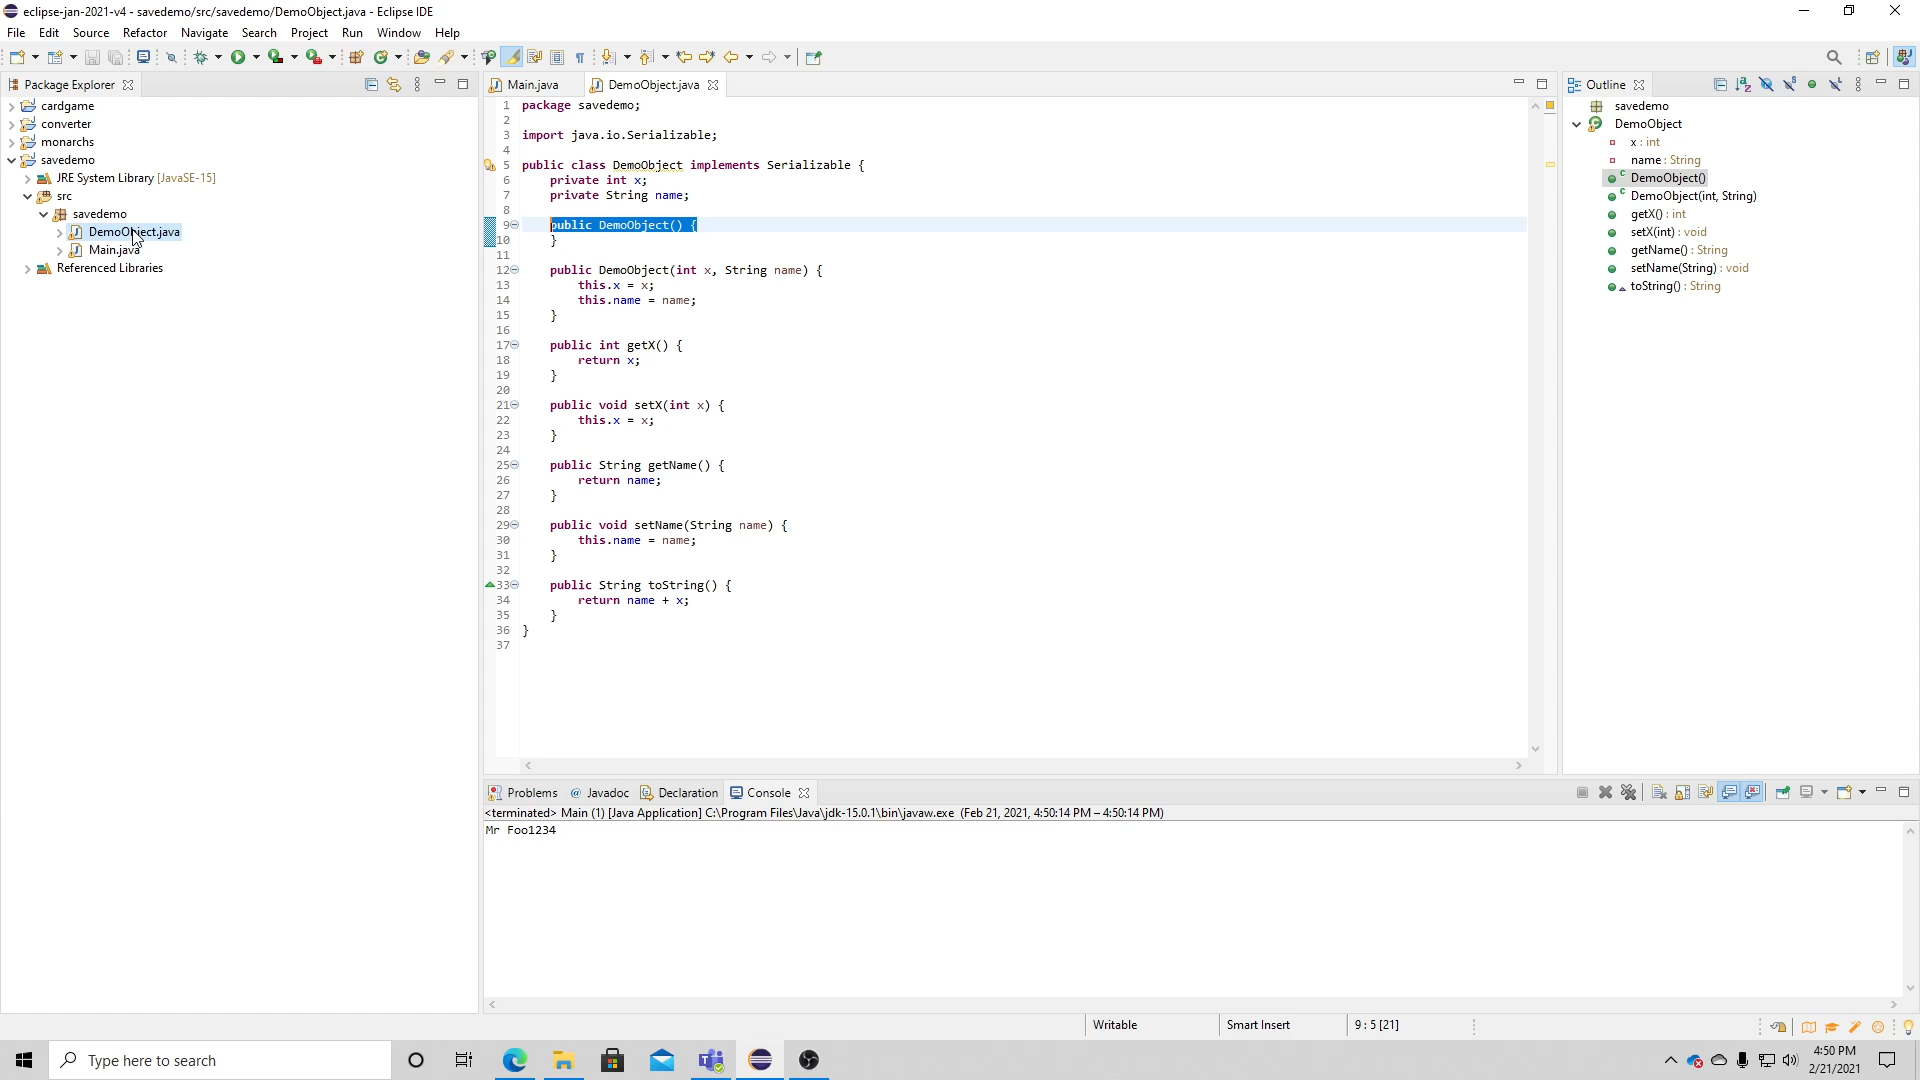 eclipse-jan-2021-v4 - savedemo/src/savedemo/DemoObject.java - Eclipse IDE
File Edit Source Refactor Navigate Search Project Run Window Help
Package Explorer
cardgame
converter
monarchs
savedemo
JRE System Library [JavaSE-15]
src
savedemo
DemoObject.java
Main.java
Referenced Libraries
Main.java DemoObject.java
1 package savedemo;
2
3 import java.io.Serializable;
4
5 public class DemoObject implements Serializable {
6 private int x;
7 private String name;
8
9 public DemoObject() {
10 }
11
12 public DemoObject(int x, String name) {
13 this.x = x;
14 this.name = name;
15 }
16
17 public int getX() {
18 return x;
19 }
20
21 public void setX(int x) {
22 this.x = x;
23 }
24
25 public String getName() {
26 return name;
27 }
28
29 public void setName(String name) {
30 this.name = name;
31 }
32
33 public String toString() {
34 return name + x;
35 }
36 }
37
Outline
savedemo
DemoObject
x : int
name : String
DemoObject()
DemoObject(int, String)
getX() : int
setX(int) : void
getName() : String
setName(String) : void
toString() : String
Problems @ Javadoc Declaration Console
<terminated> Main (1) [Java Application] C:\Program Files\Java\jdk-15.0.1\bin\javaw.exe (Feb 21, 2021, 4:50:14 PM – 4:50:14 PM)
Mr Foo1234
Writable Smart Insert 9 : 5 [21]
Type here to search
4:50 PM
2/21/2021